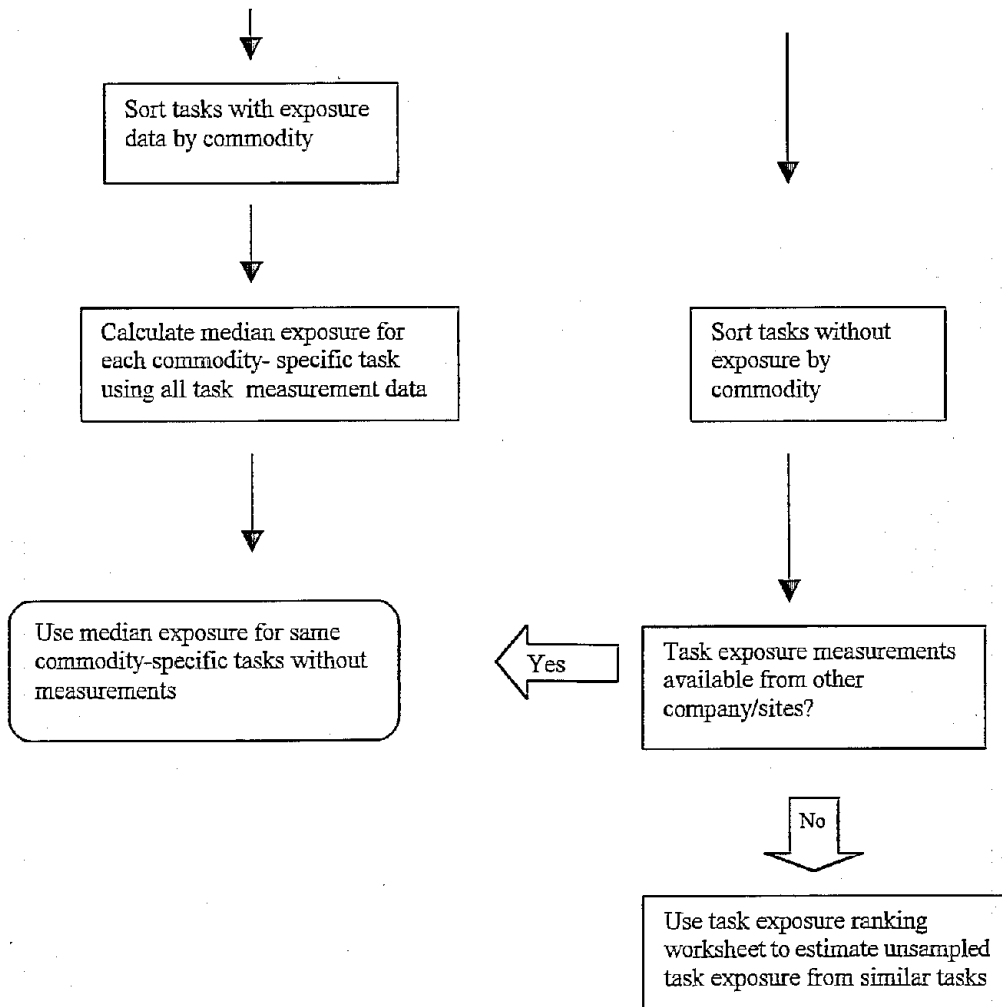 Sort tasks with exposure
data by commodity
Calculate median exposure for
each commodity- specific task
using all task measurement data
Sort tasks without
exposure by
commodity
Use median exposure for same
commodity-specific tasks without
measurements
Yes
Task exposure measurements
available from other
company/sites?
No
Use task exposure ranking
worksheet to estimate unsampled
task exposure from similar tasks